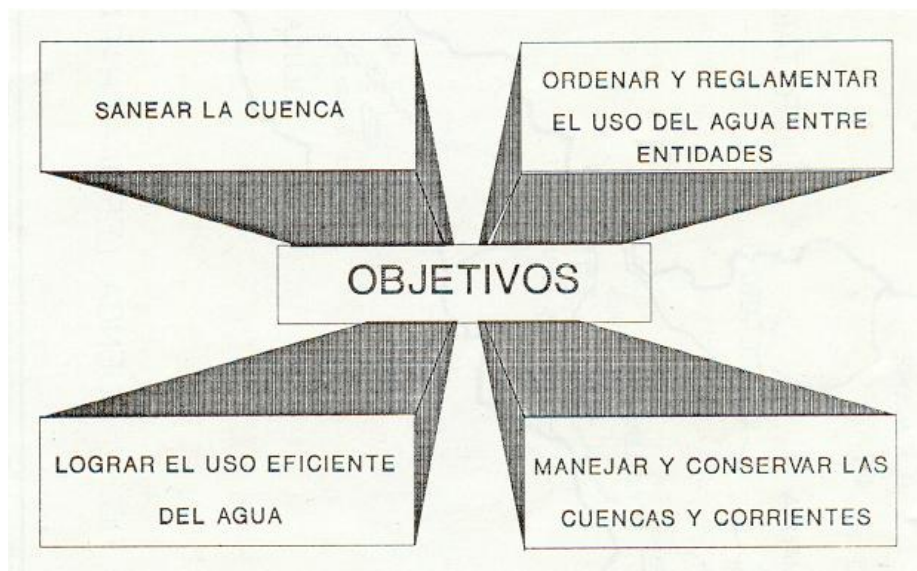 SANEAR LA CUENCA
ORDENAR Y REGLAMENTAR
EL USO DEL AGUA ENTRE
ENTIDADES
OBJETIVOS
LOGRAR EL USO EFICIENTE
DEL AGUA
MANEJAR Y CONSERVAR LAS
CUENCAS Y CORRIENTES